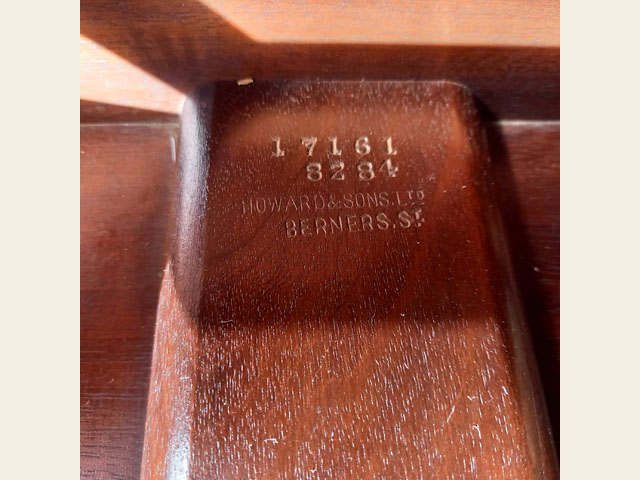 17161
8284
HOWARD&SONS.LTD
BERNERS.ST.